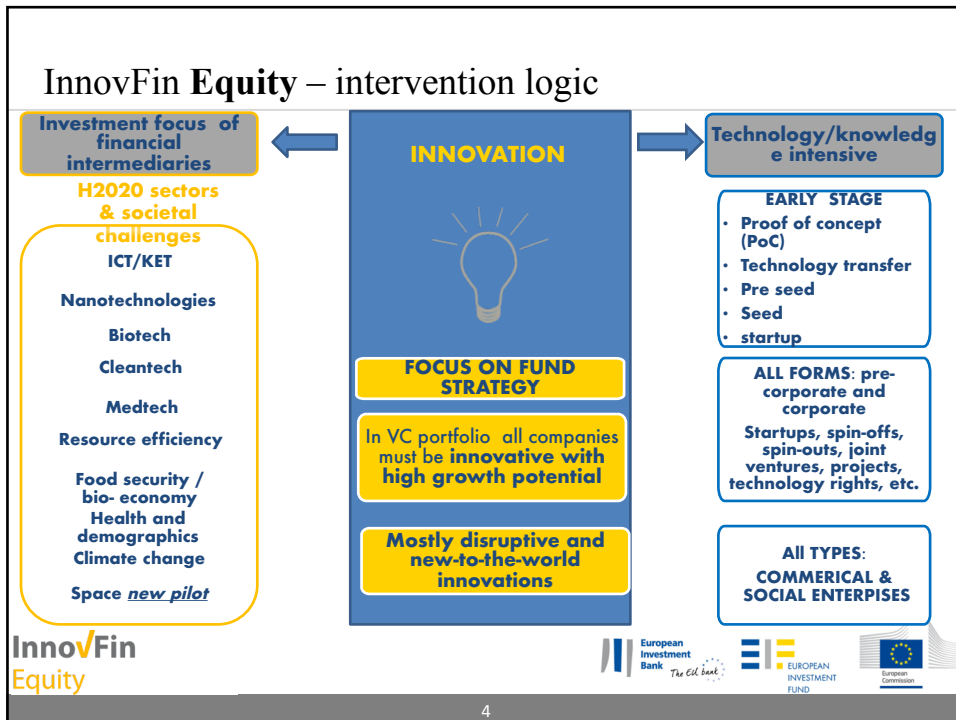 InnovFin Equity – intervention logic
Investment focus of
financial
intermediaries
H2020 sectors
& societal
challenges
ICT/KET
Nanotechnologies
Biotech
Cleantech
Medtech
Resource efficiency
Food security /
bio- economy
Health and
demographics
Climate change
Space new pilot
INNOVATION
FOCUS ON FUND
STRATEGY
In VC portfolio all companies
must be innovative with
high growth potential
Mostly disruptive and
new-to-the-world
innovations
Technology/knowledg
e intensive
EARLY STAGE
• Proof of concept
(PoC)
• Technology transfer
• Pre seed
• Seed
• startup
ALL FORMS: pre-
corporate and
corporate
Startups, spin-offs,
spin-outs, joint
ventures, projects,
technology rights, etc.
All TYPES:
COMMERICAL &
SOCIAL ENTERPISES
InnovFin
Equity
European
Investment
Bank
The EU bank
EUROPEAN
INVESTMENT
FUND
European
Commission
4